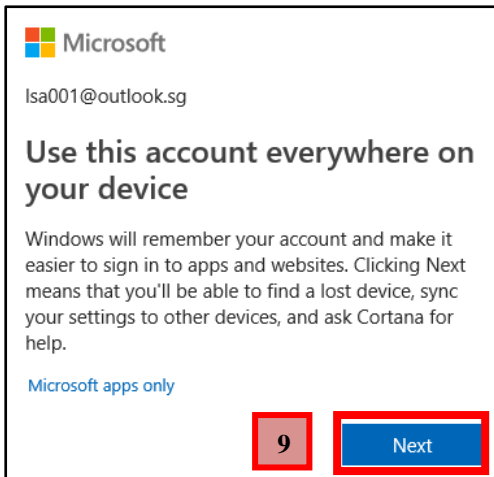 Microsoft
lsa001@outlook.sg
Use this account everywhere on
your device
Windows will remember your account and make it
easier to sign in to apps and websites. Clicking Next
means that you'll be able to find a lost device, sync
your settings to other devices, and ask Cortana for
help.
Microsoft apps only
9 Next